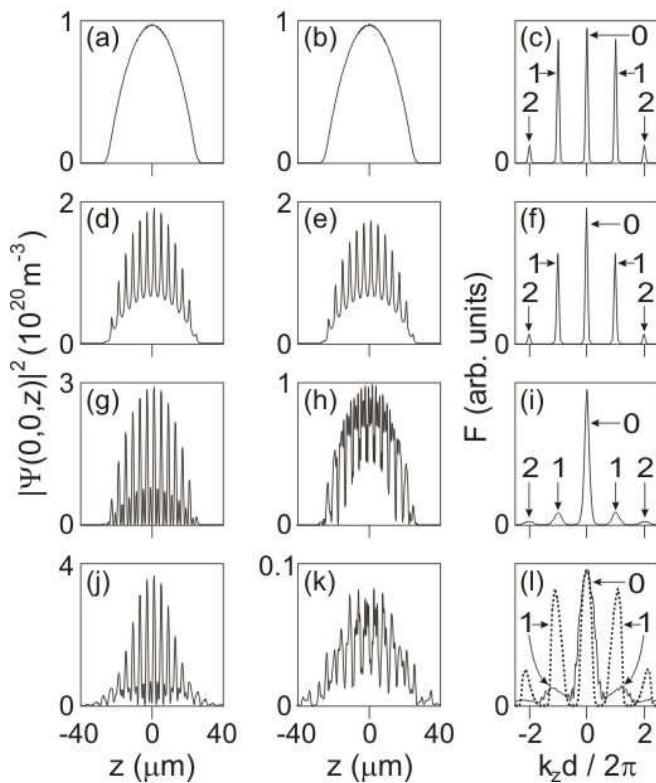 1 (a) (b) (c) 0
1 1
2 2
0 0
2 (d) 2 (e) (f) 0
1 1
2 2
0 0 0
3 (g) 1 (h) (i) 0
2 1 1 2
0 0 0
4 (j) 0.1 (k) (l) 0
1 1
0 0 0
-40 0 40 -40 0 40 -2 0 2
z (μm) z (μm) k_zd / 2π
|Ψ(0,0,z)|² (10²⁰m⁻³)
F (arb. units)